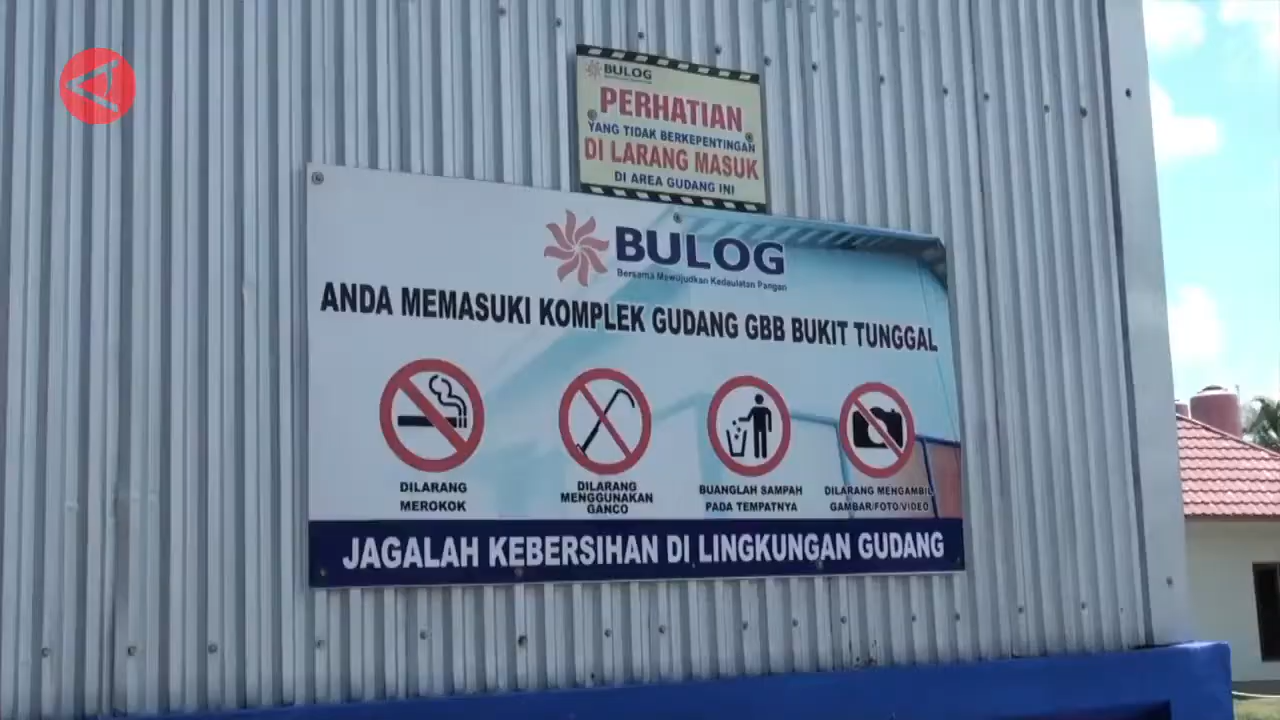 BULOG
PERHATIAN
YANG TIDAK BERKEPENTINGAN
DI LARANG MASUK
DI AREA GUDANG INI
BULOG
Bersama Mewujudkan Kedaulatan Pangan
ANDA MEMASUKI KOMPLEK GUDANG GBB BUKIT TUNGGAL
DILARANG
MEROKOK
DILARANG
MENGGUNAKAN
GANCO
BUANGLAH SAMPAH
PADA TEMPATNYA
DILARANG MENGAMBIL
GAMBAR/FOTO/VIDEO
JAGALAH KEBERSIHAN DI LINGKUNGAN GUDANG